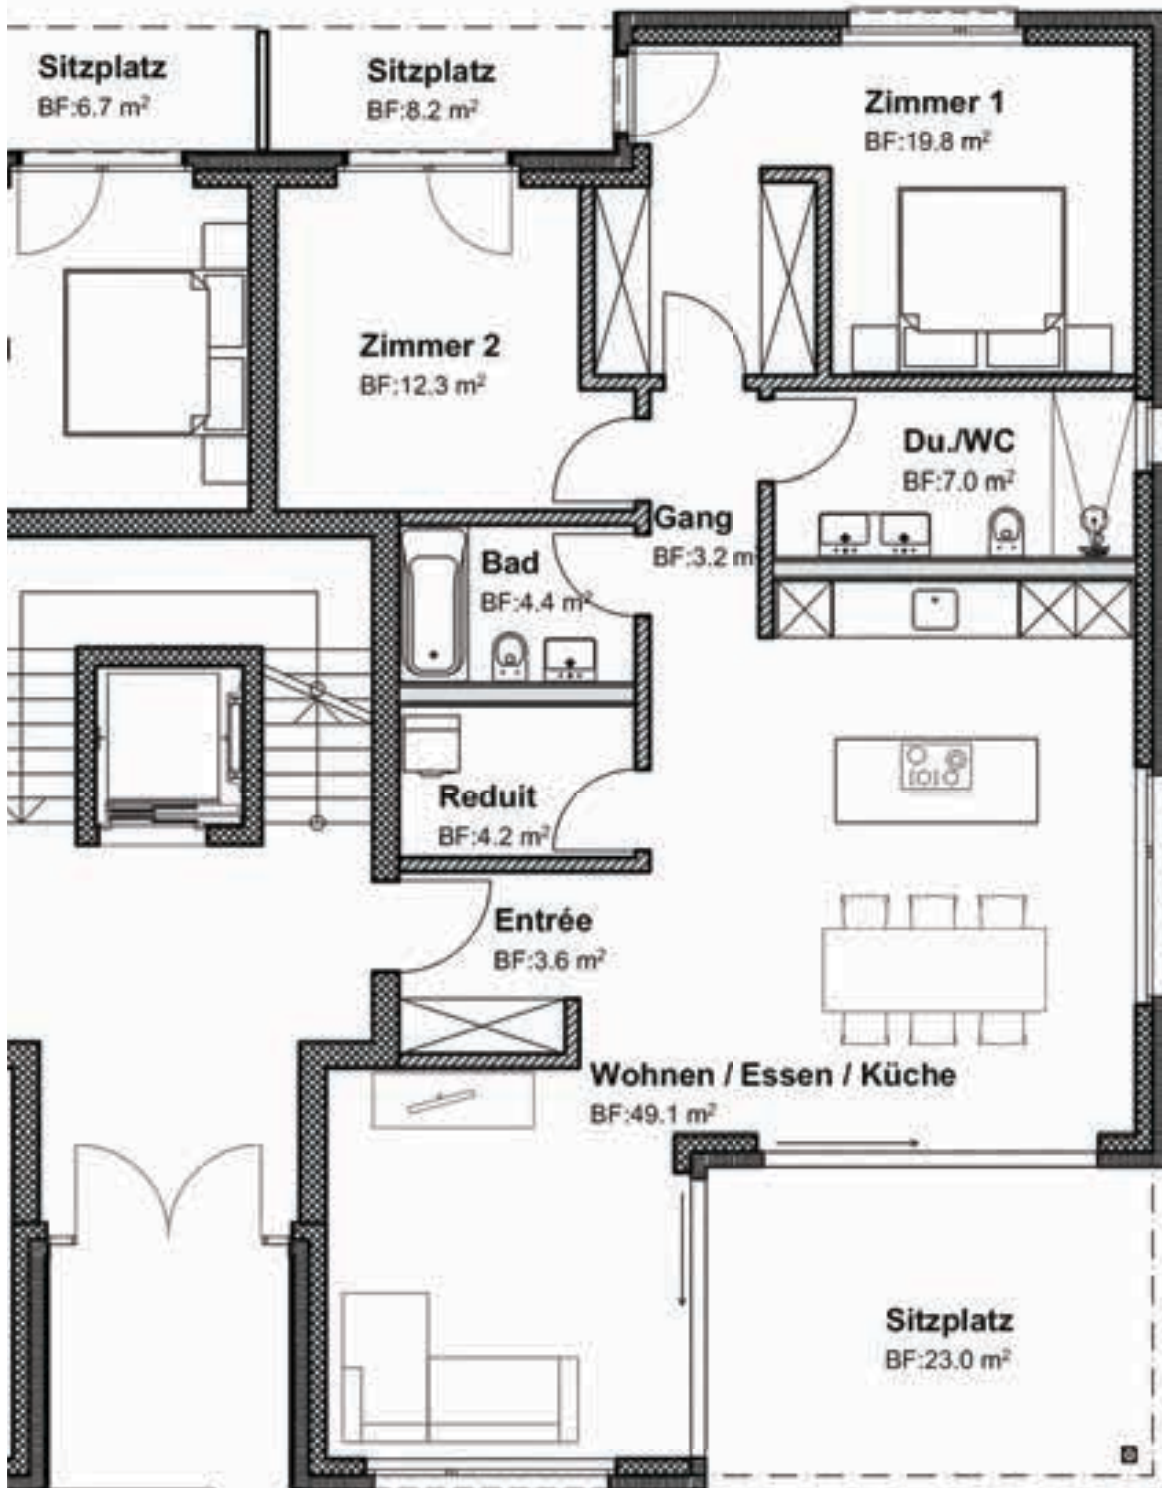 Sitzplatz
BF:6.7 m²
Sitzplatz
BF:8.2 m²
Zimmer 1
BF:19.8 m²
Zimmer 2
BF:12.3 m²
Du./WC
BF:7.0 m²
Gang
BF:3.2 m
Bad
BF:4.4 m²
Reduit
BF:4.2 m²
Entrée
BF:3.6 m²
Wohnen / Essen / Küche
BF:49.1 m²
Sitzplatz
BF:23.0 m²